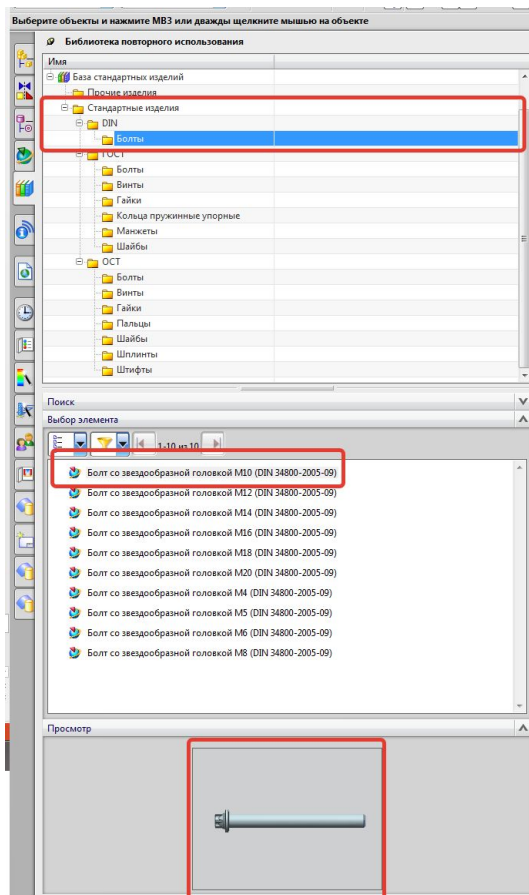 Выберите объекты и нажмите МВ3 или дважды щелкните мышью на объекте
Библиотека повторного использования
Имя
База стандартных изделий
Прочие изделия
Стандартные изделия
DIN
Болты
ГОСТ
Болты
Винты
Гайки
Кольца пружинные упорные
Манжеты
Шайбы
ОСТ
Болты
Винты
Гайки
Пальцы
Шайбы
Шплинты
Штифты
Поиск
Выбор элемента
1-10 из 10
Болт со звездообразной головкой M10 (DIN 34800-2005-09)
Болт со звездообразной головкой M12 (DIN 34800-2005-09)
Болт со звездообразной головкой M14 (DIN 34800-2005-09)
Болт со звездообразной головкой M16 (DIN 34800-2005-09)
Болт со звездообразной головкой M18 (DIN 34800-2005-09)
Болт со звездообразной головкой M20 (DIN 34800-2005-09)
Болт со звездообразной головкой M4 (DIN 34800-2005-09)
Болт со звездообразной головкой M5 (DIN 34800-2005-09)
Болт со звездообразной головкой M6 (DIN 34800-2005-09)
Болт со звездообразной головкой M8 (DIN 34800-2005-09)
Просмотр